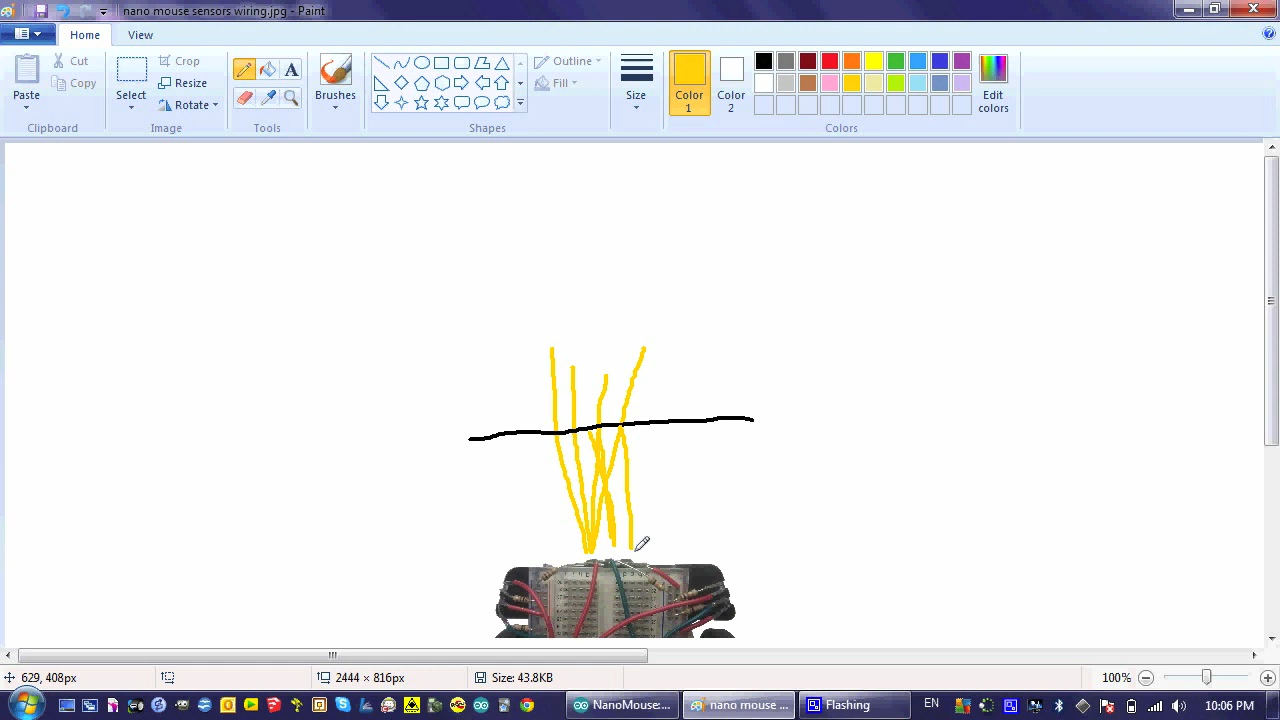 nano mouse sensors wiring.jpg - Paint
Home
View
Paste
Cut
Copy
Clipboard
Select
Crop
Resize
Rotate
Image
A
Tools
Brushes
Shapes
Outline
Fill
Size
Color
1
Color
2
Edit
colors
Colors
629, 408px
2444 × 816px
Size: 43.8KB
100%
NanoMouse:...
nano mouse ...
Flashing
EN
10:06 PM